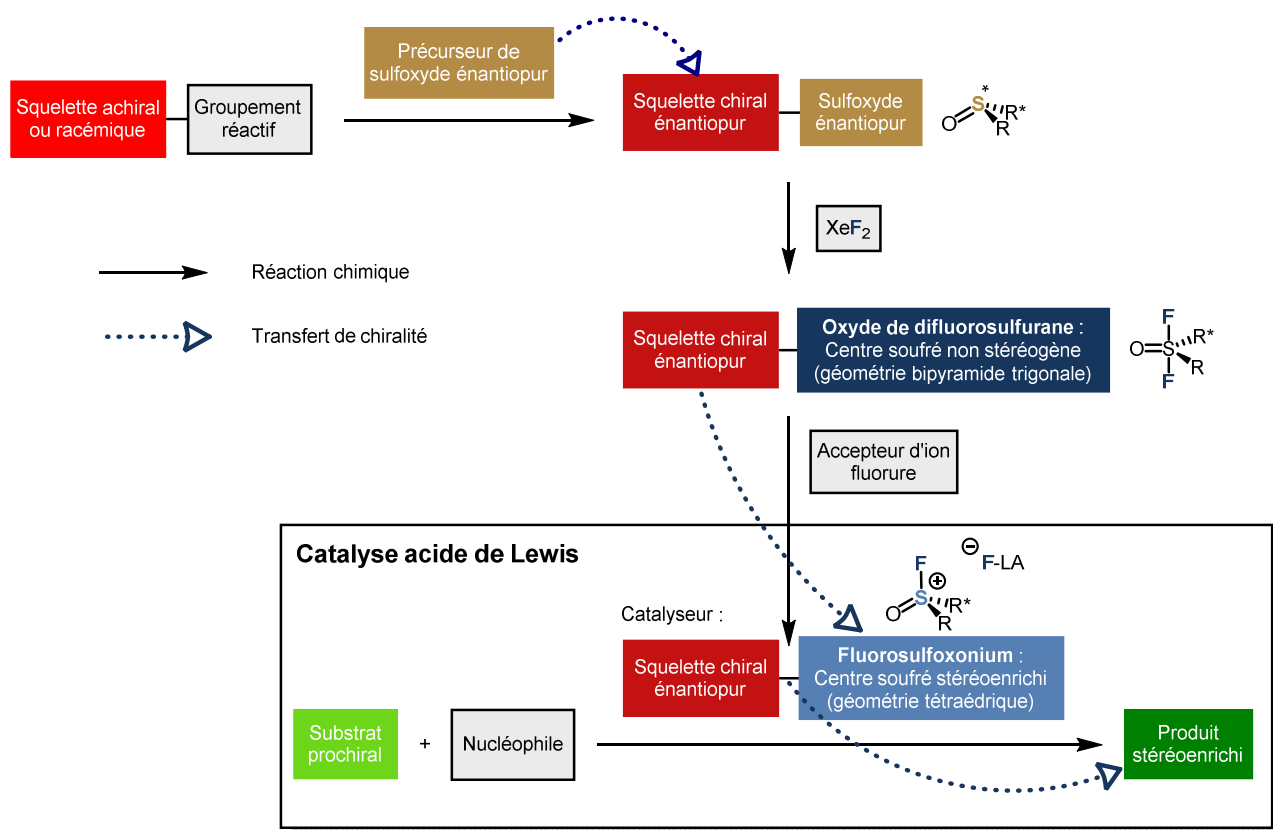 Précurseur de
sulfoxyde énantiopur
Squelette achiral
ou racémique
Groupement
réactif
Squelette chiral
énantiopur
Sulfoxyde
énantiopur
*
S
O
R*
R
XeF2
Réaction chimique
Transfert de chiralité
Squelette chiral
énantiopur
Oxyde de difluorosulfurane :
Centre soufré non stéréogène
(géométrie bipyramide trigonale)
F
R*
O
S
R
F
Accepteur d'ion
fluorure
Catalyse acide de Lewis
Catalyseur :
F
⊖
F-LA
⊕
S
R*
O
R
Squelette chiral
énantiopur
Fluorosulfoxonium :
Centre soufré stéréoenrichi
(géométrie tétraédrique)
Substrat
prochiral
+
Nucléophile
Produit
stéréoenrichi